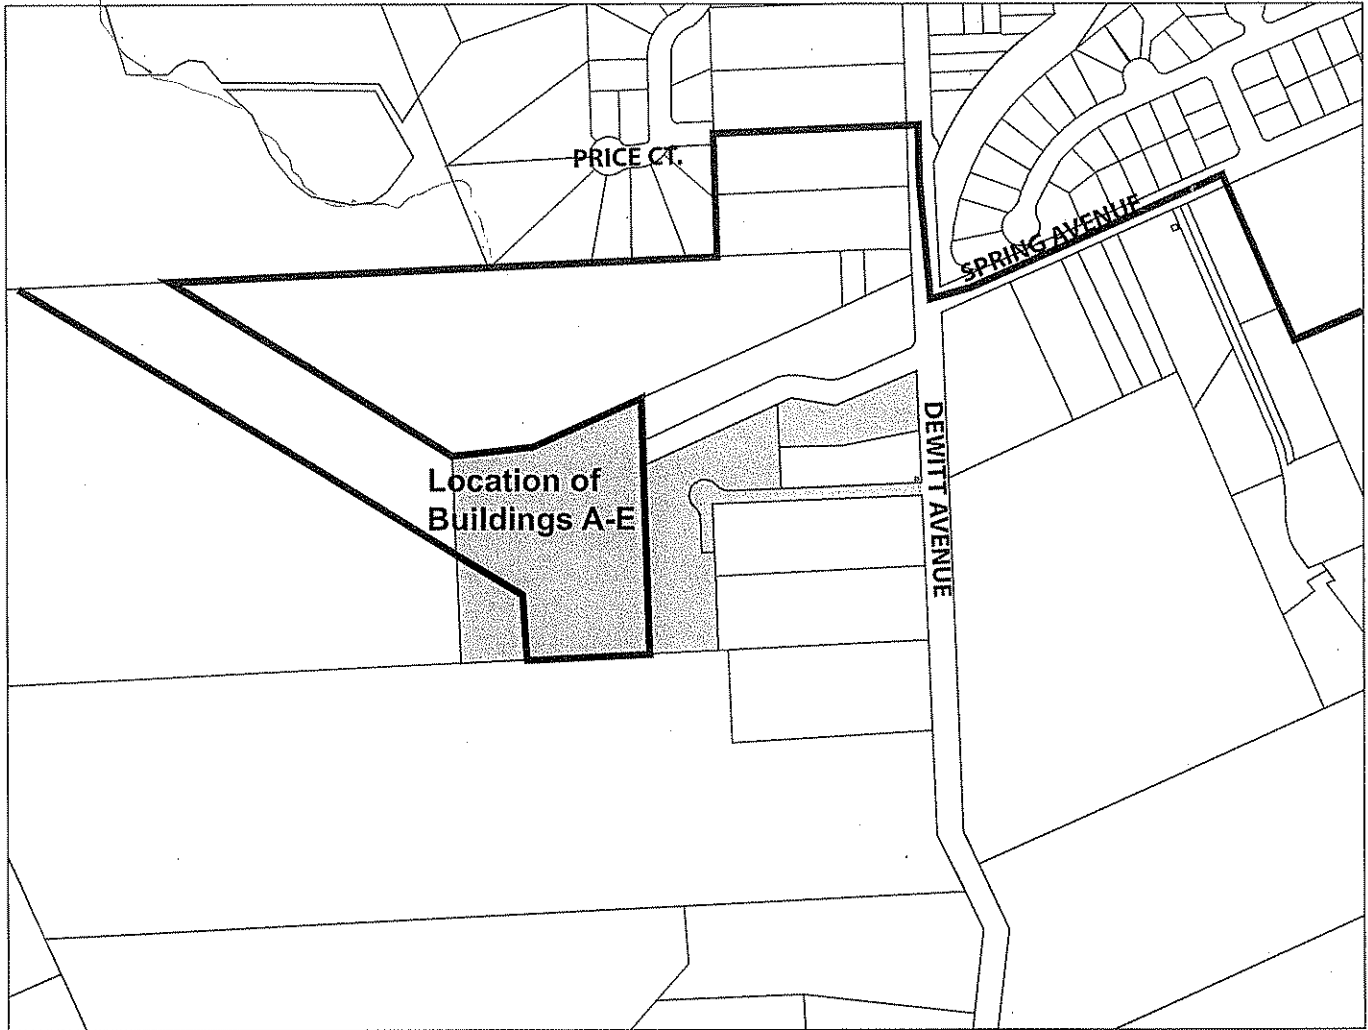 PRICE CT.
SPRING AVENUE
Location of
Buildings A-E
DEWITT AVENUE